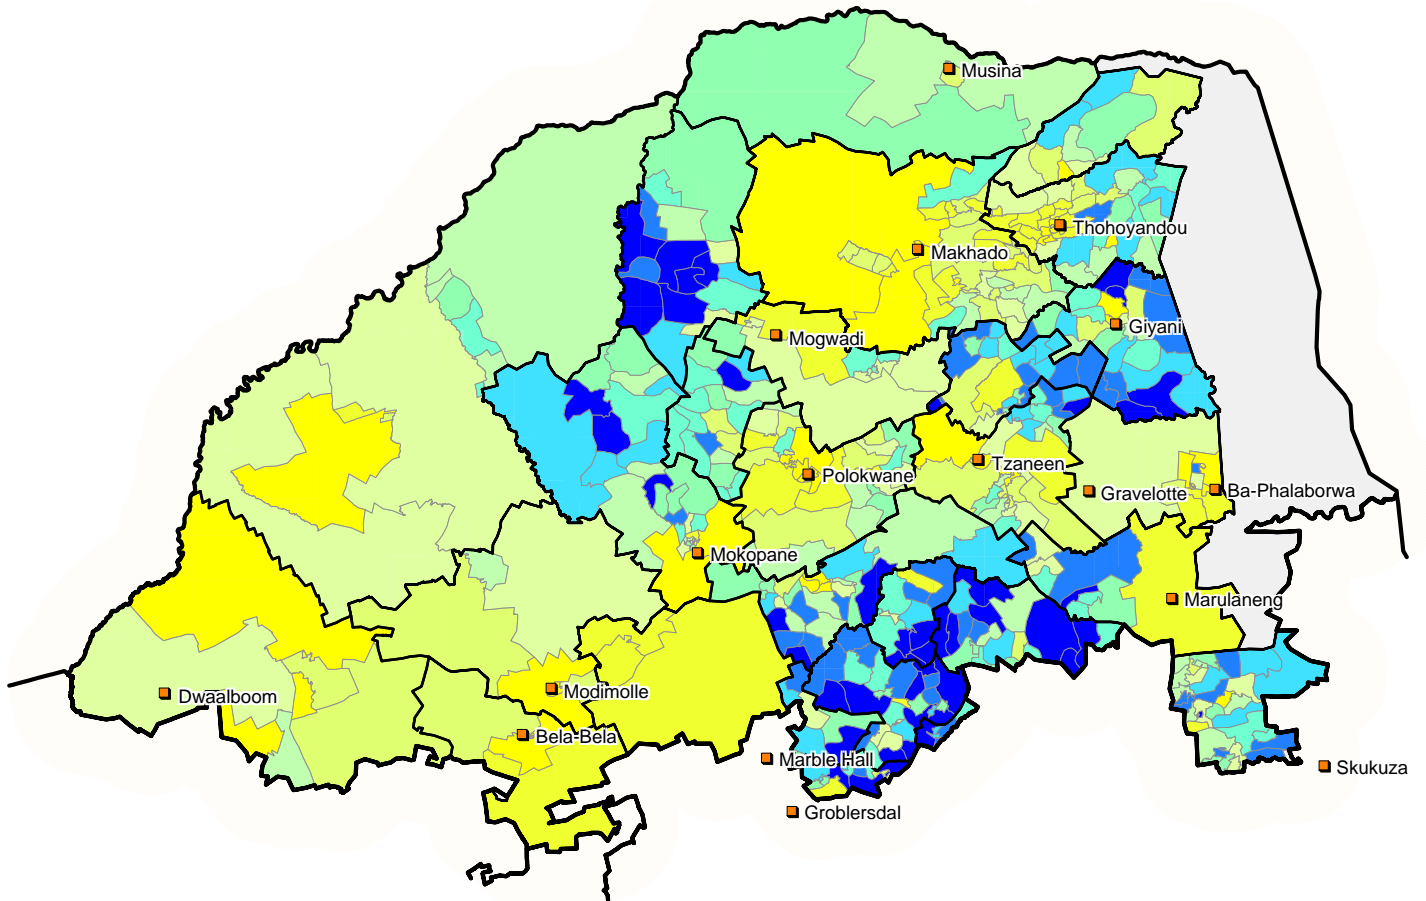 Musina
Thohoyandou
Makhado
Giyani
Mogwadi
Tzaneen
Polokwane
Gravelotte
Ba-Phalaborwa
Mokopane
Marulaneng
Modimolle
Dwaalboom
Bela-Bela
Marble Hall
Skukuza
Groblersdal